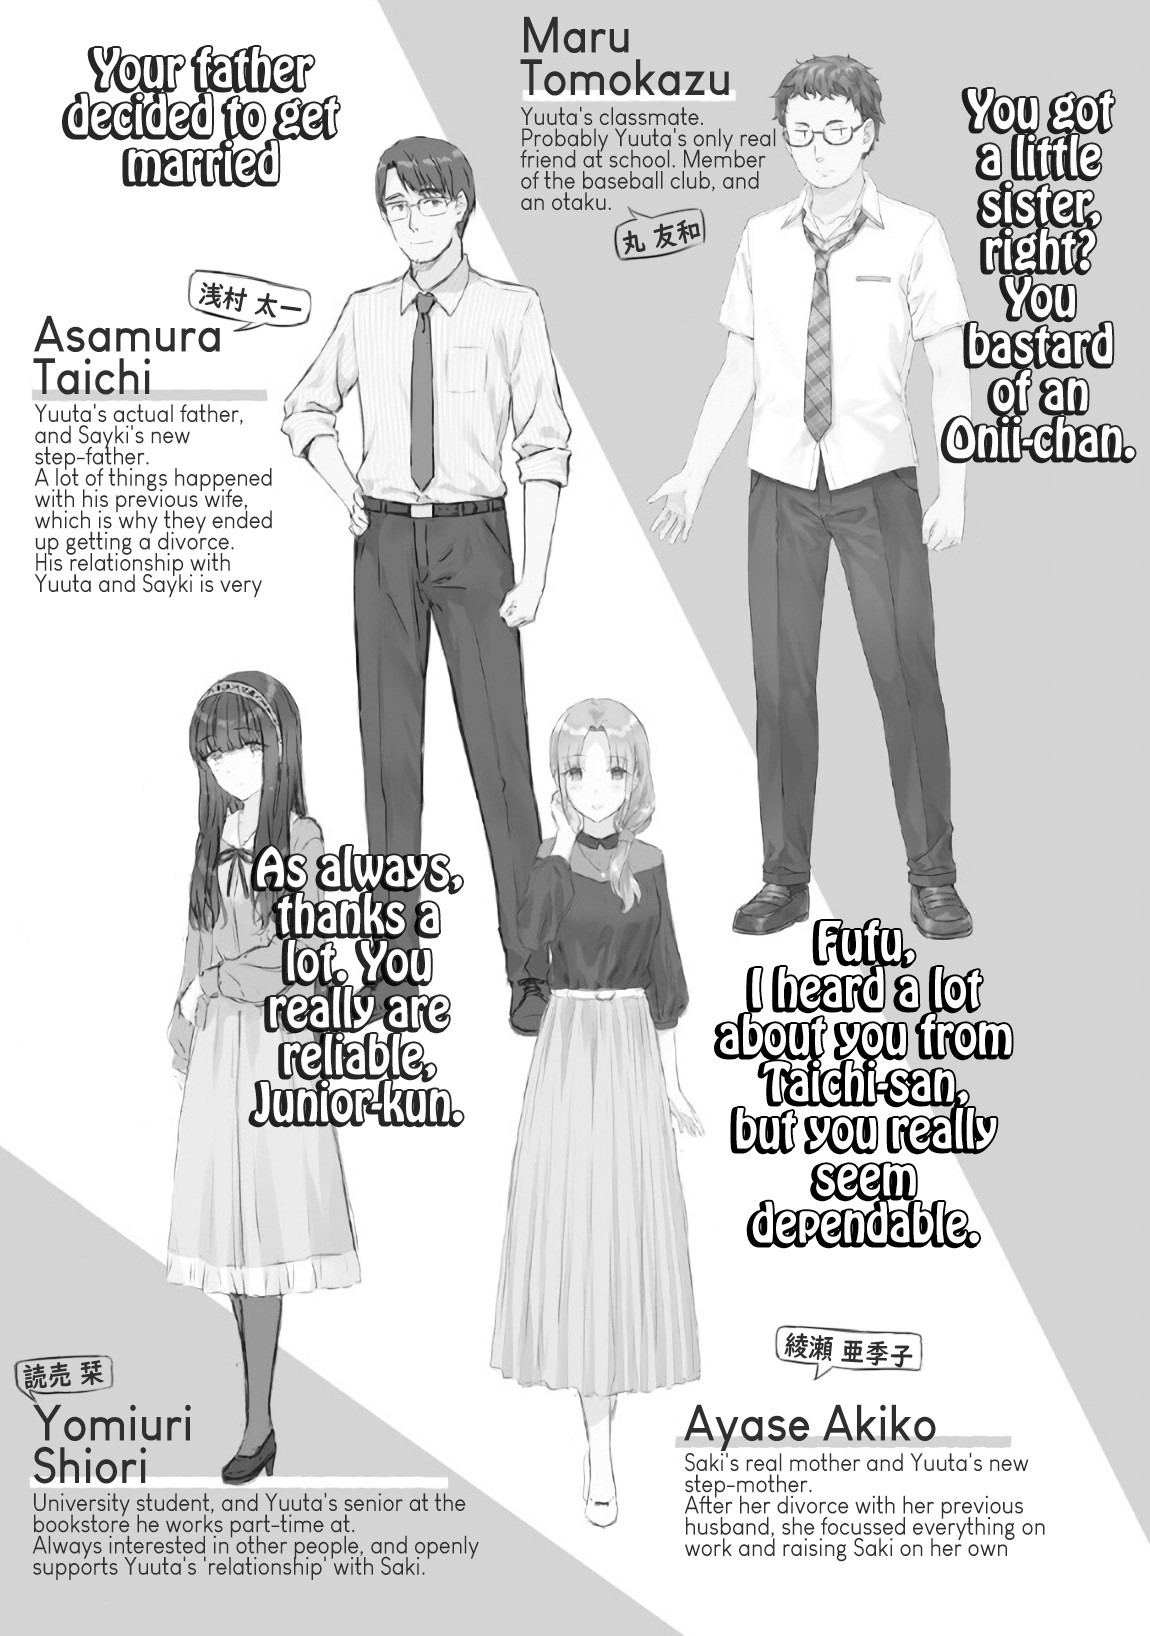 Your father
decided to get
married
浅村 太一
Asamura
Taichi
Yuuta's actual father,
and Sayki's new
step-father.
A lot of things happened
with his previous wife,
which is why they ended
up getting a divorce.
His relationship with
Yuuta and Sayki is very
Maru
Tomokazu
Yuuta's classmate.
Probably Yuuta's only real
friend at school. Member
of the baseball club, and
an otaku.
丸 友和
You got
a little
sister,
right?
You
bastard
of an
Onii-chan.
As always,
thanks a
lot. You
really are
reliable,
Junior-kun.
Fufu,
I heard a lot
about you from
Taichi-san,
but you really
seem
dependable.
読売 栞
Yomiuri
Shiori
University student, and Yuuta's senior at the
bookstore he works part-time at.
Always interested in other people, and openly
supports Yuuta's 'relationship' with Saki.
綾瀬 亜季子
Ayase Akiko
Saki's real mother and Yuuta's new
step-mother.
After her divorce with her previous
husband, she focussed everything on
work and raising Saki on her own